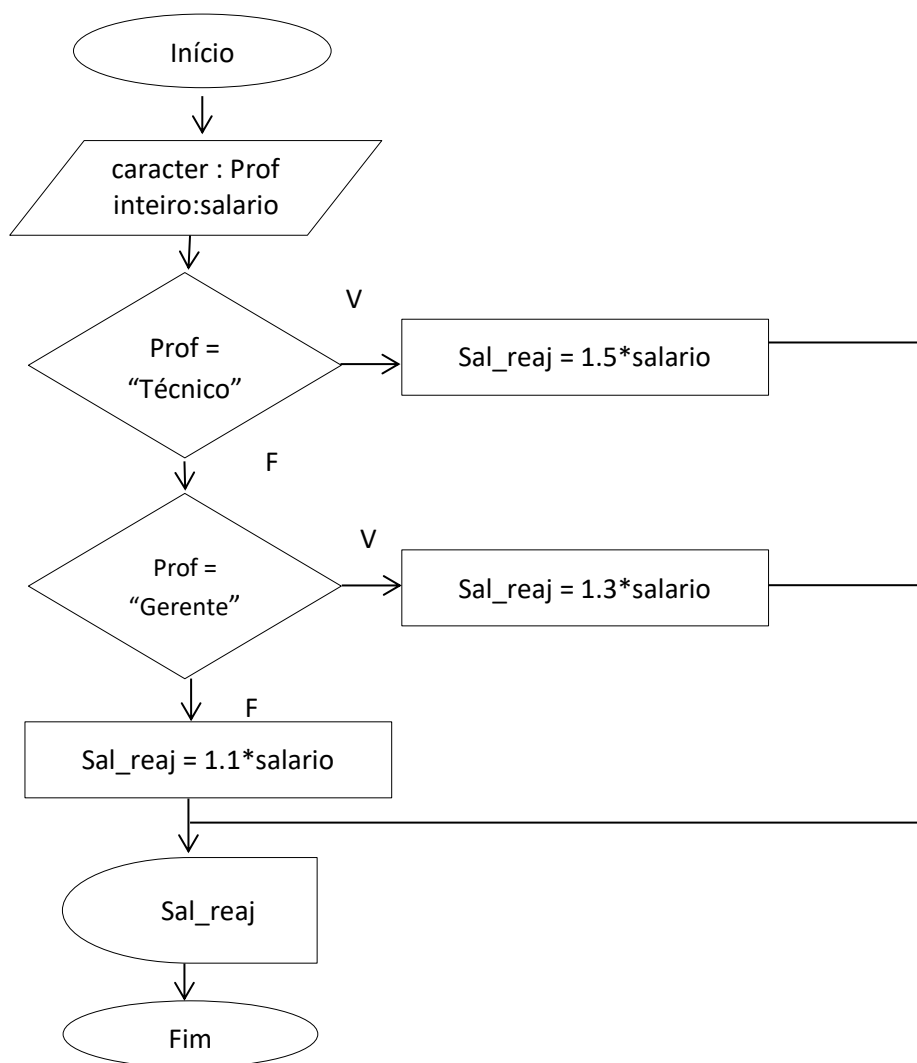 Início
caracter : Prof
inteiro:salario
V
Prof =
“Técnico”
Sal_reaj = 1.5*salario
F
V
Prof =
“Gerente”
Sal_reaj = 1.3*salario
F
Sal_reaj = 1.1*salario
Sal_reaj
Fim